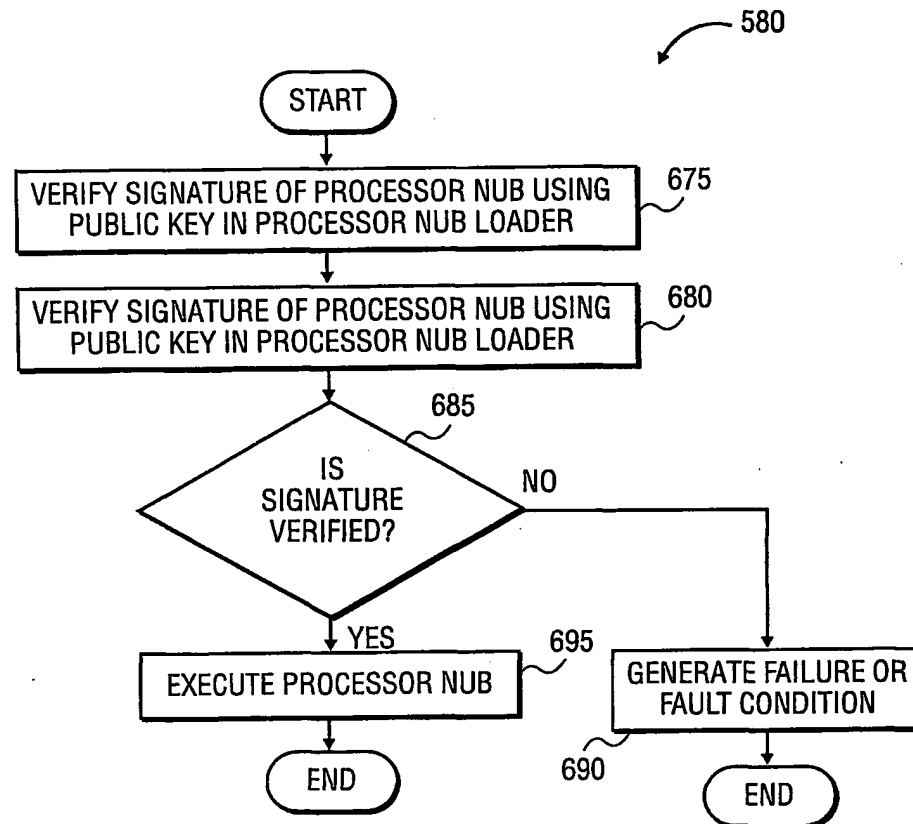 580
START
VERIFY SIGNATURE OF PROCESSOR NUB USING
PUBLIC KEY IN PROCESSOR NUB LOADER
675
VERIFY SIGNATURE OF PROCESSOR NUB USING
PUBLIC KEY IN PROCESSOR NUB LOADER
680
685
IS
SIGNATURE
VERIFIED?
NO
YES
EXECUTE PROCESSOR NUB
695
GENERATE FAILURE OR
FAULT CONDITION
690
END
END